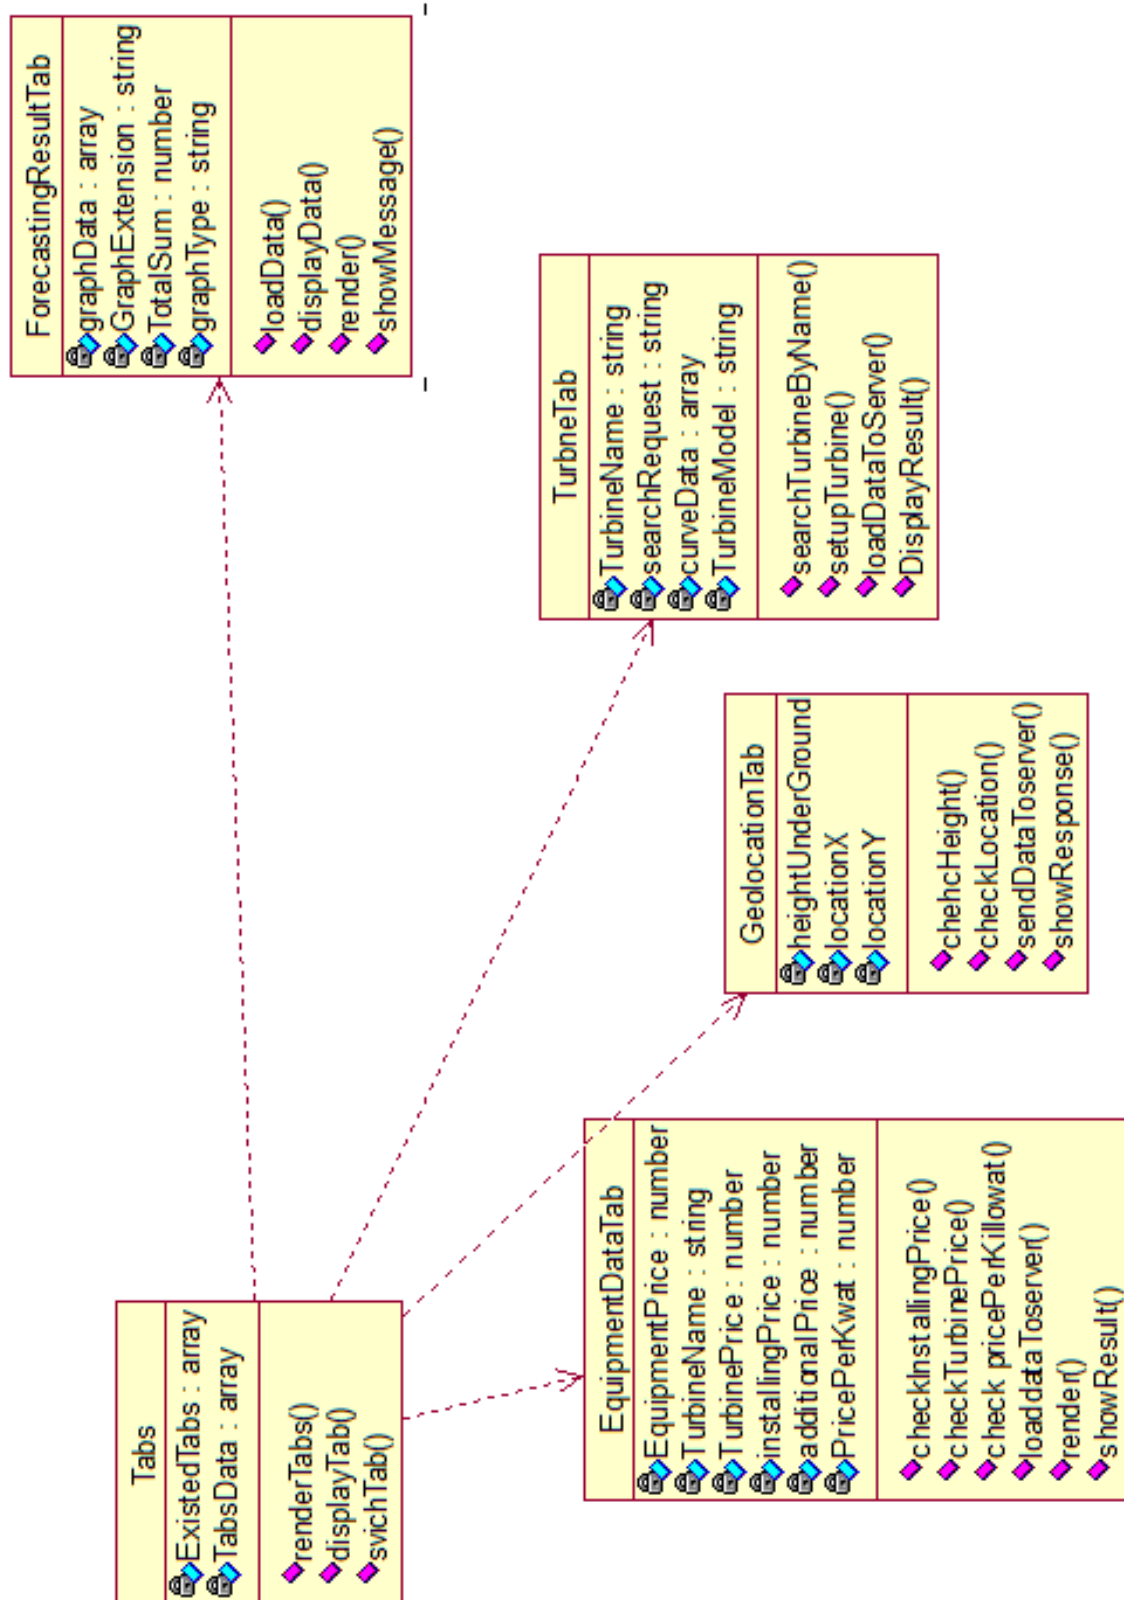 Tabs
ExistedTabs : array
TabsData : array
renderTabs()
displayTab()
svichTab()
EquipmentDataTab
EquipmentPrice : number
TurbineName : string
TurbinePrice : number
installingPrice : number
additionalPrice : number
PricePerKwat : number
checkInstallingPrice()
checkTurbinePrice()
check pricePerKillowat()
loaddataToserver()
render()
showResult()
GeolocationTab
heightUnderGround
locationX
locationY
chehcHeight()
checkLocation()
sendDataToserver()
showResponse()
TurbneTab
TurbineName : string
searchRequest : string
curveData : array
TurbineModel : string
searchTurbineByName()
setupTurbine()
loadDataToServer()
DisplayResult()
ForecastingResultTab
graphData : array
GraphExtension : string
TotalSum : number
graphType : string
loadData()
displayData()
render()
showMessage()